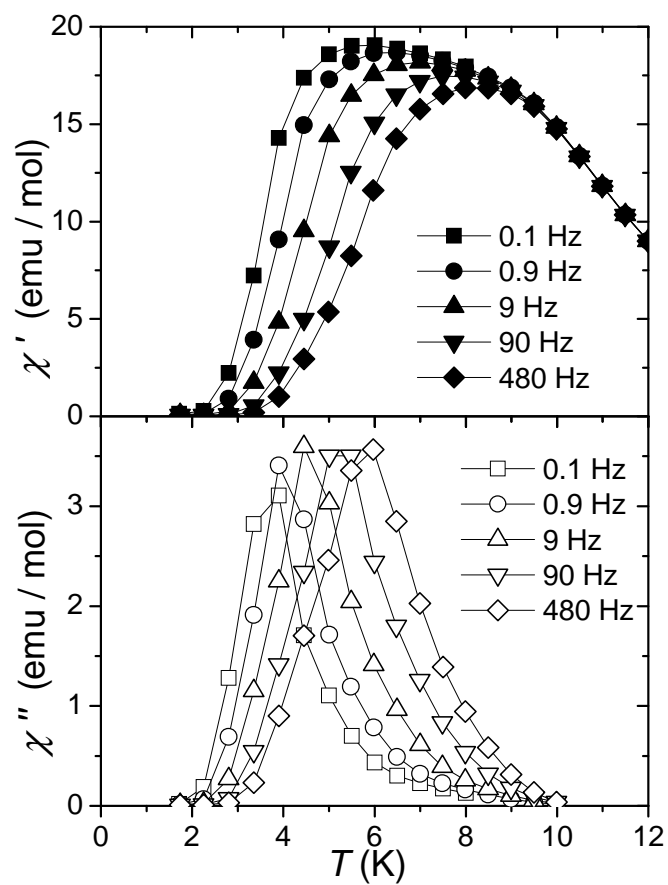 20
15
10
5
0
χ' (emu / mol)
0.1 Hz
0.9 Hz
9 Hz
90 Hz
480 Hz
3
2
1
0
χ" (emu / mol)
0.1 Hz
0.9 Hz
9 Hz
90 Hz
480 Hz
0 2 4 6 8 10 12
T (K)